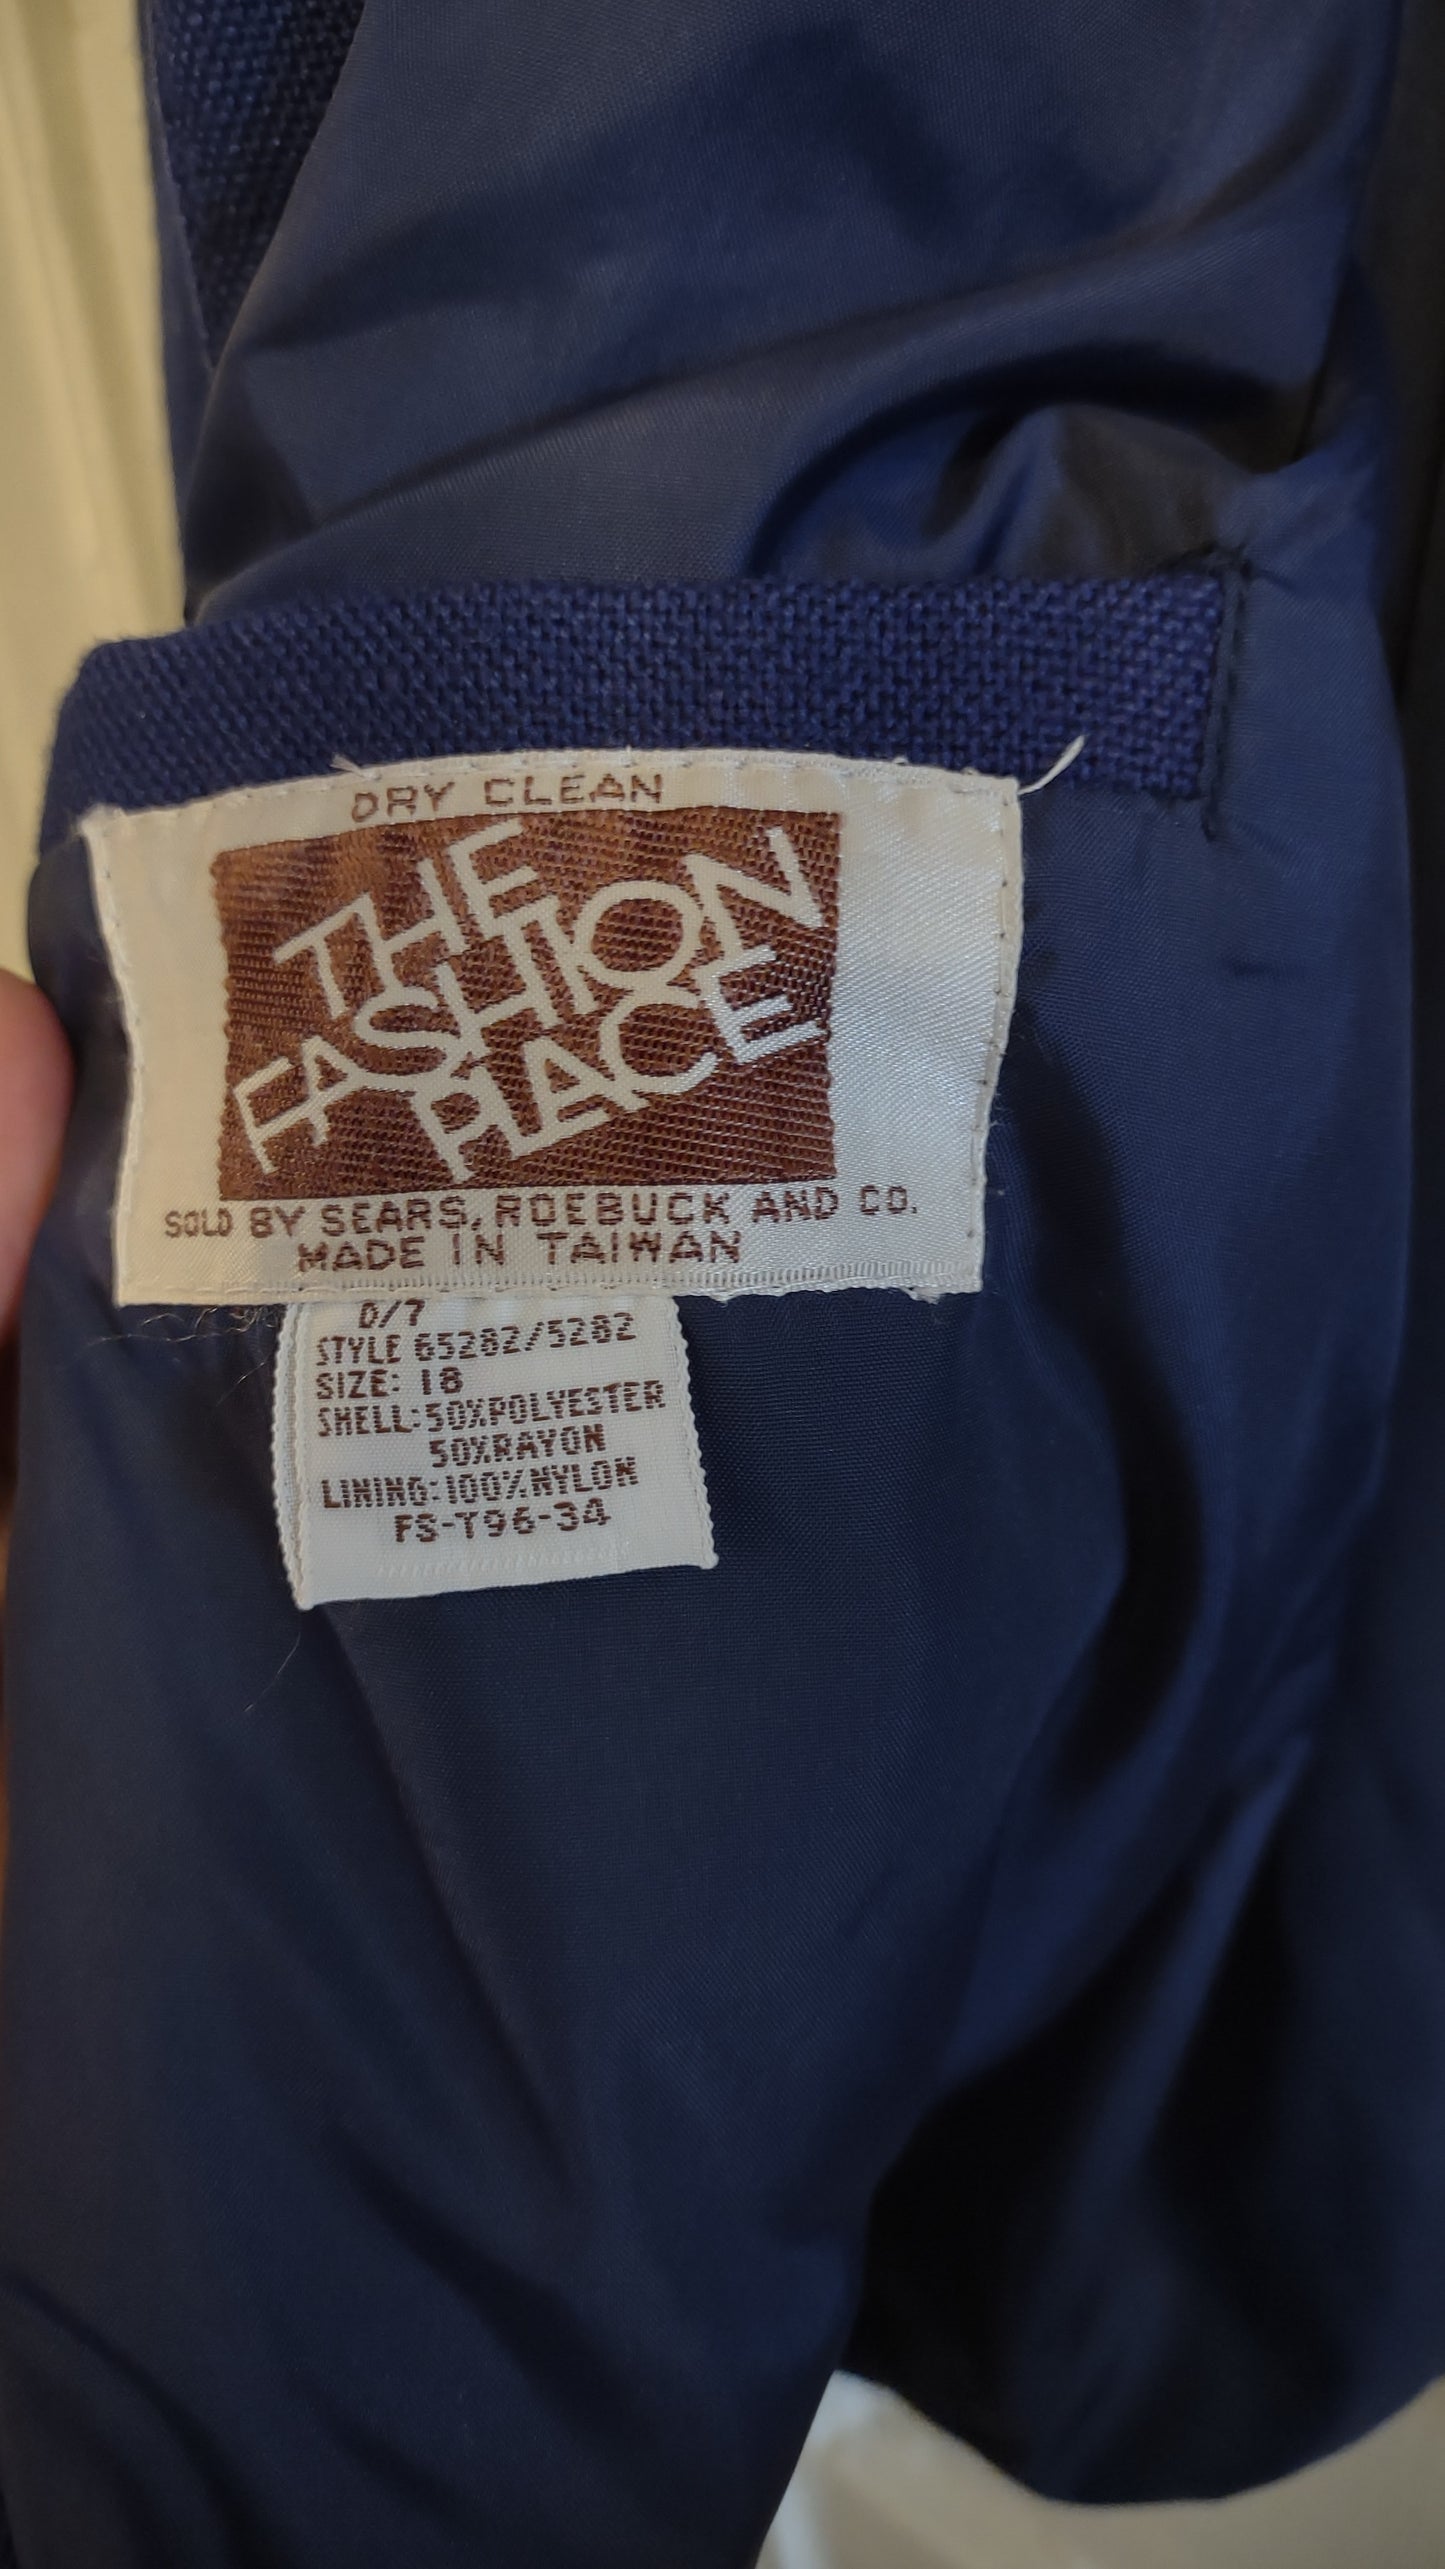 DRY CLEAN
THE
FASHION
PLACE
SOLD BY SEARS, ROEBUCK AND CO.
MADE IN TAIWAN
D/7
STYLE 65282/5282
SIZE: 18
SHELL:50%POLYESTER
50%RAYON
LINING:100%NYLON
FS-T96-34